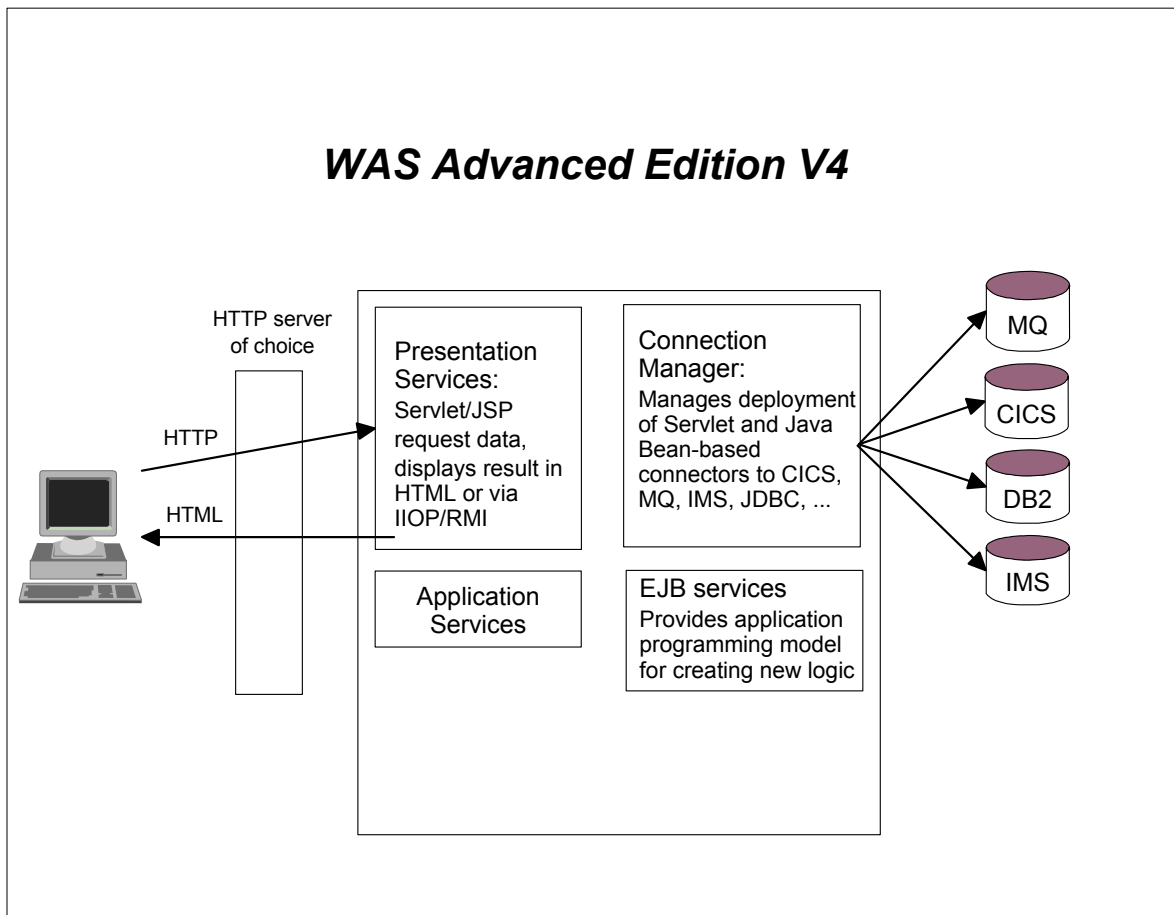 WAS Advanced Edition V4
HTTP server
of choice
HTTP
HTML
Presentation
Services:
Servlet/JSP
request data,
displays result in
HTML or via
IIOP/RMI
Application
Services
Connection
Manager:
Manages deployment
of Servlet and Java
Bean-based
connectors to CICS,
MQ, IMS, JDBC, ...
EJB services
Provides application
programming model
for creating new logic
MQ
CICS
DB2
IMS